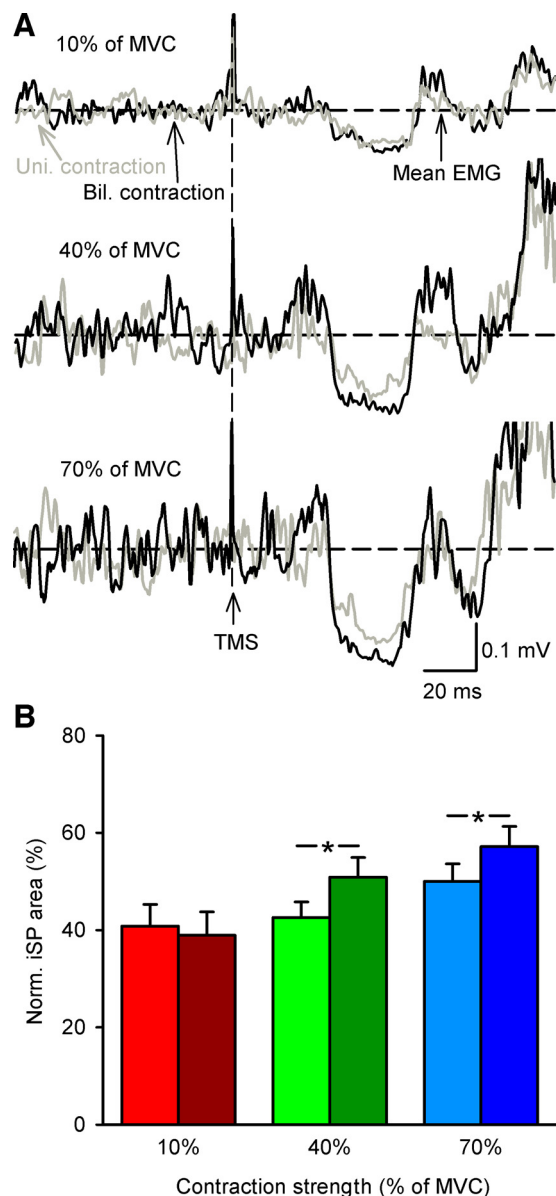 A
10% of MVC
Uni. contraction
Bil. contraction
Mean EMG
40% of MVC
70% of MVC
TMS
0.1 mV
20 ms
B
80
60
40
20
0
Norm. iSP area (%)
*
*
10%
40%
70%
Contraction strength (% of MVC)